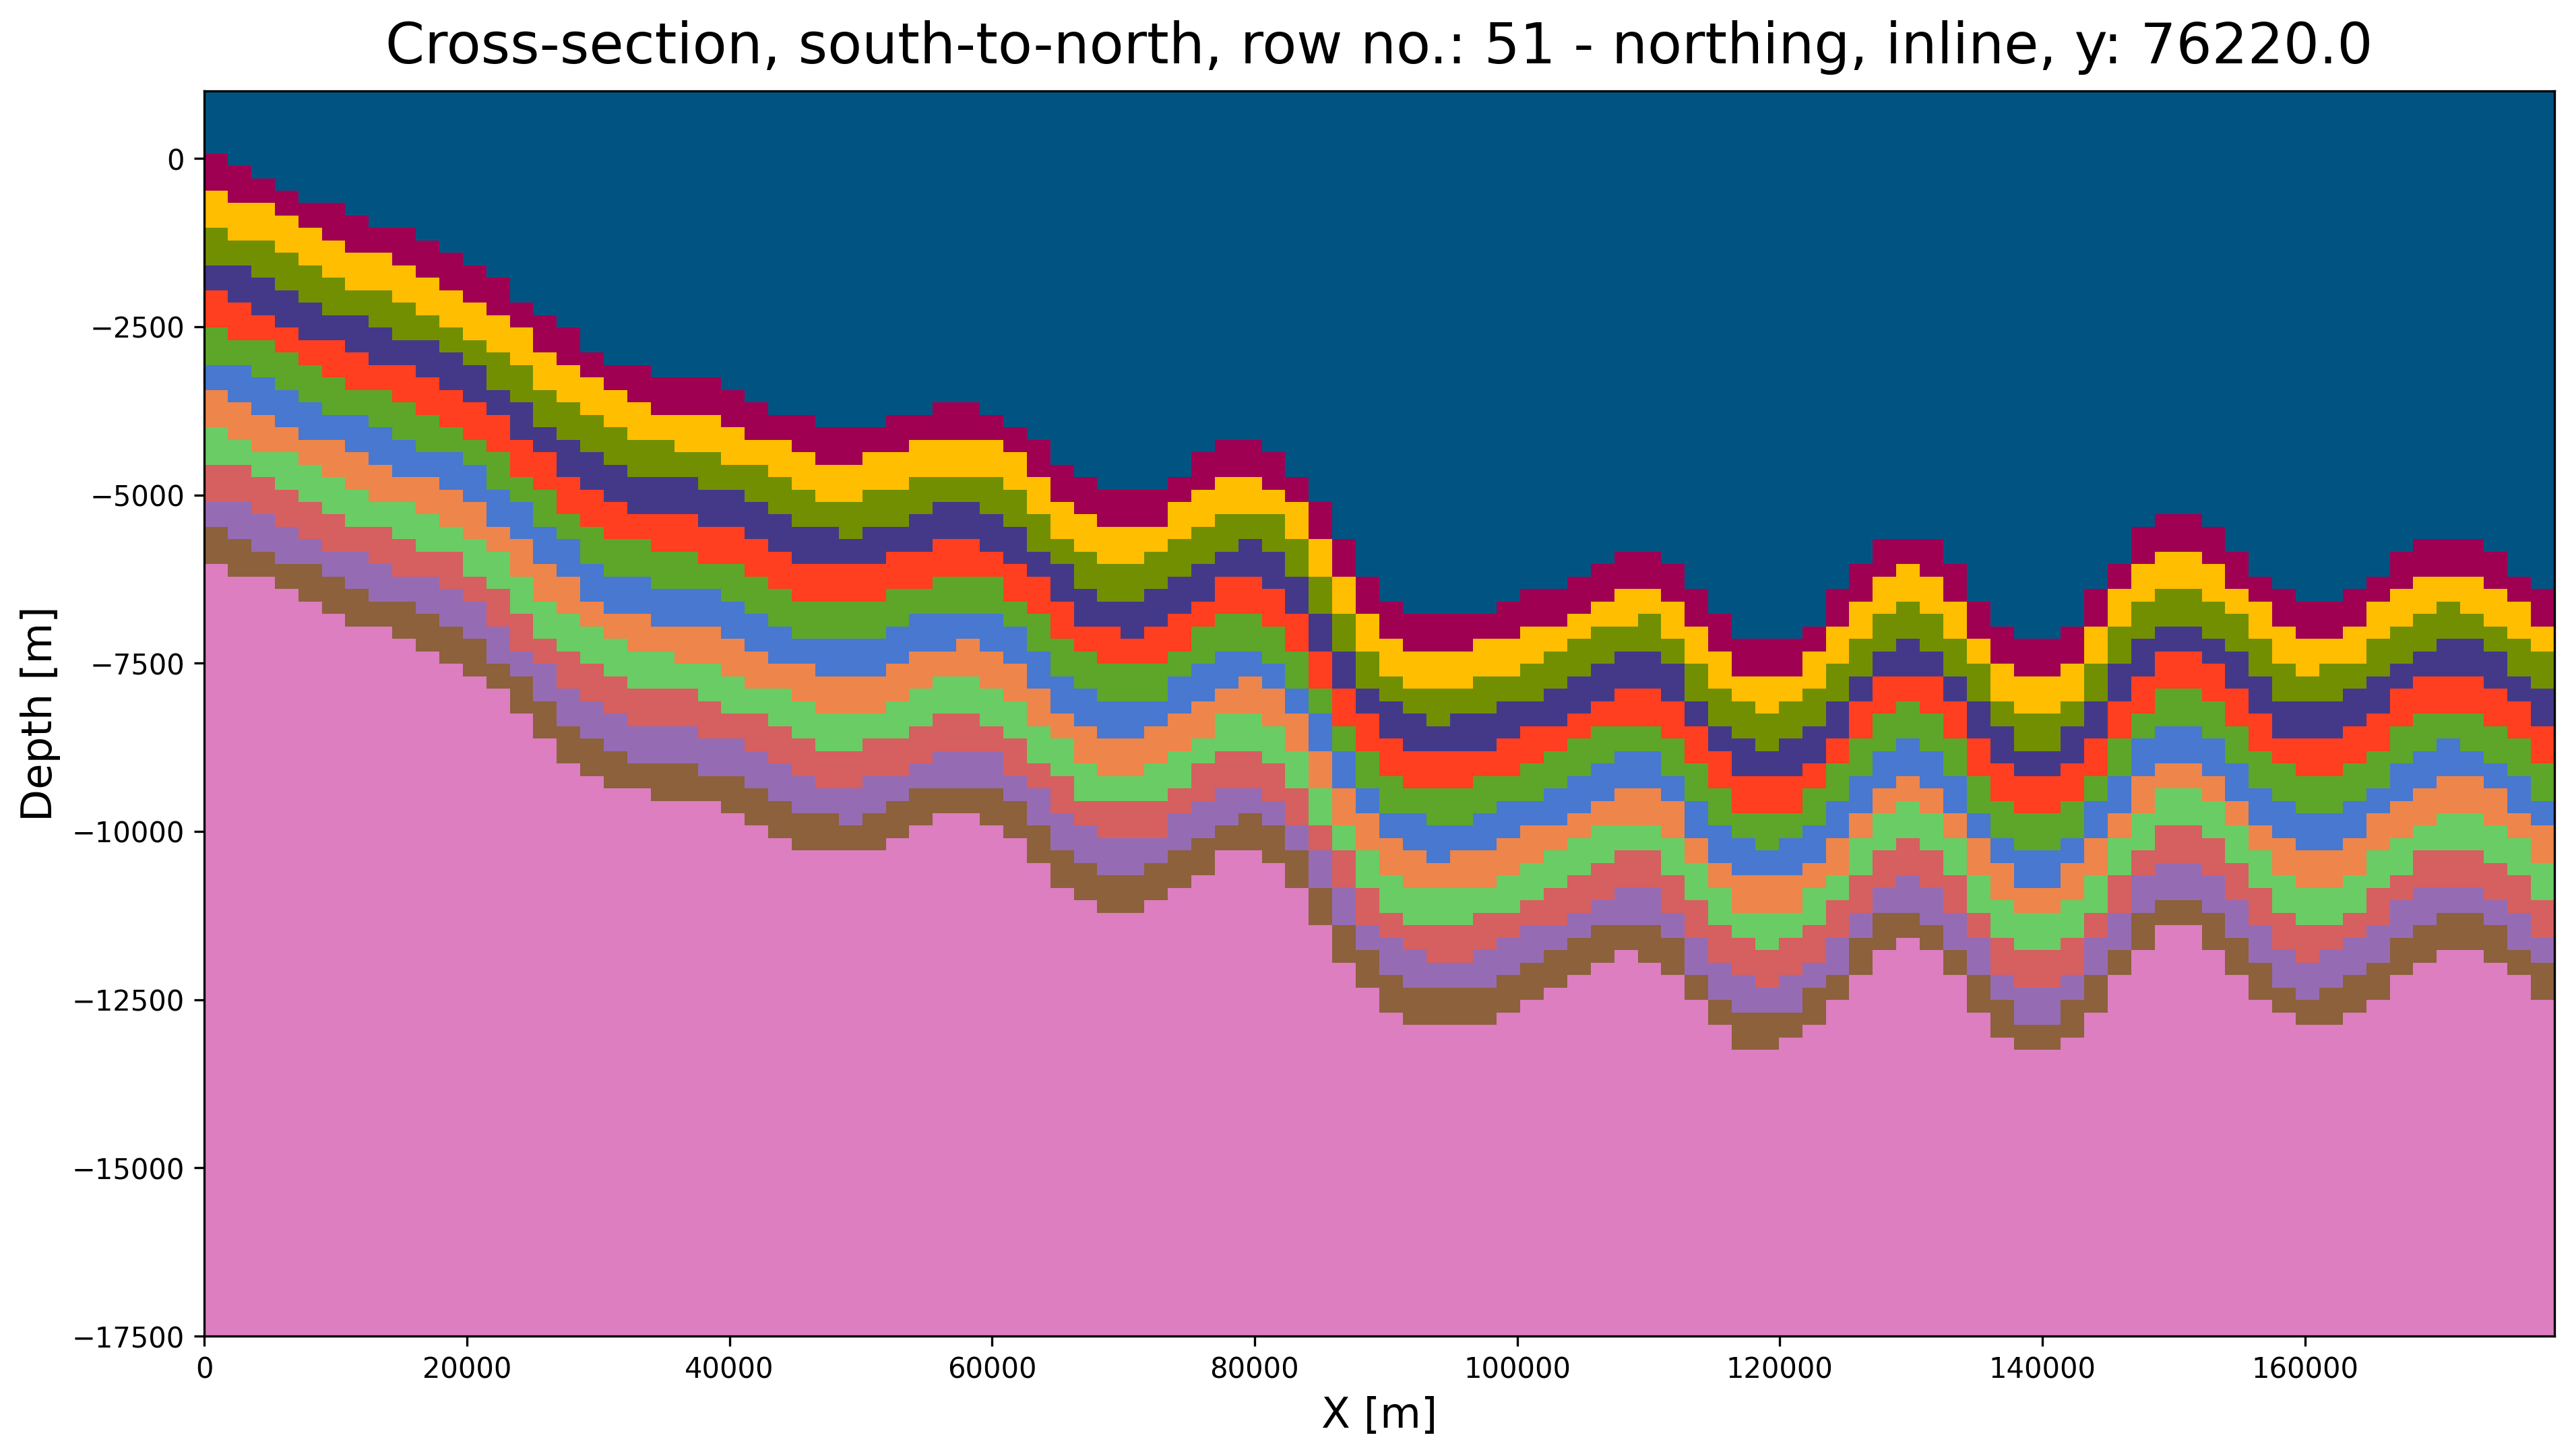 Cross-section, south-to-north, row no.: 51 - northing, inline, y: 76220.0
0
−2500
−5000
−7500
−10000
−12500
−15000
−17500
Depth [m]
0 20000 40000 60000 80000 100000 120000 140000 160000
X [m]